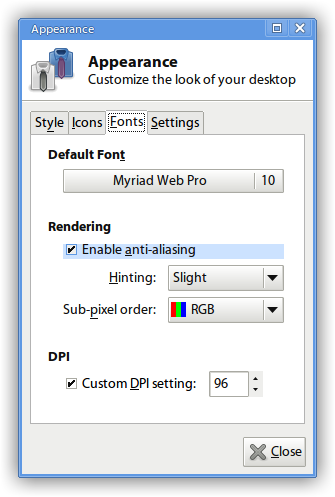 Appearance
Appearance
Customize the look of your desktop
Style Icons Fonts Settings
Default Font
Myriad Web Pro 10
Rendering
Enable anti-aliasing
Hinting: Slight
Sub-pixel order: RGB
DPI
Custom DPI setting: 96
Close